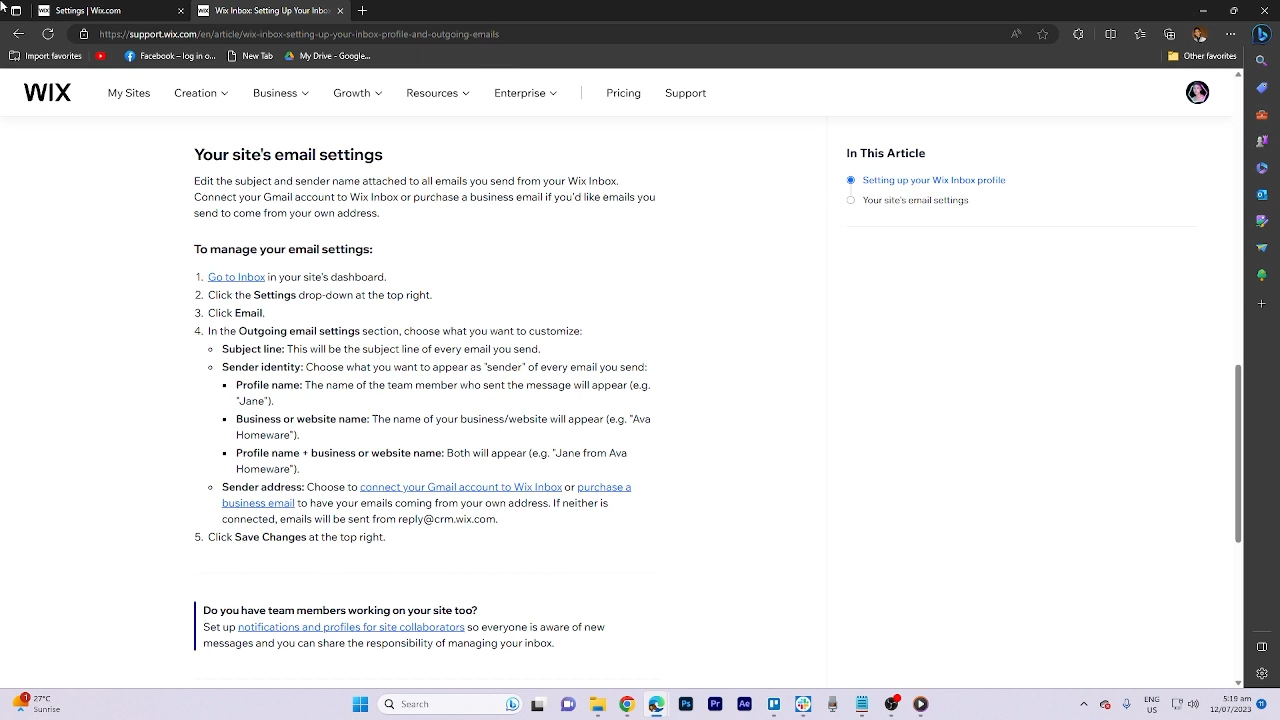 Settings | Wix.com
Wix Inbox: Setting Up Your Inbox
https://support.wix.com/en/article/wix-inbox-setting-up-your-inbox-profile-and-outgoing-emails
Import favorites
Facebook – log in o...
New Tab
My Drive - Google...
Other favorites
WIX
My Sites
Creation
Business
Growth
Resources
Enterprise
Pricing
Support
Your site's email settings
Edit the subject and sender name attached to all emails you send from your Wix Inbox.
Connect your Gmail account to Wix Inbox or purchase a business email if you'd like emails you
send to come from your own address.
To manage your email settings:
1. Go to Inbox in your site's dashboard.
2. Click the Settings drop-down at the top right.
3. Click Email.
4. In the Outgoing email settings section, choose what you want to customize:
Subject line: This will be the subject line of every email you send.
Sender identity: Choose what you want to appear as "sender" of every email you send:
Profile name: The name of the team member who sent the message will appear (e.g.
"Jane").
Business or website name: The name of your business/website will appear (e.g. "Ava
Homeware").
Profile name + business or website name: Both will appear (e.g. "Jane from Ava
Homeware").
Sender address: Choose to connect your Gmail account to Wix Inbox or purchase a
business email to have your emails coming from your own address. If neither is
connected, emails will be sent from reply@crm.wix.com.
5. Click Save Changes at the top right.
Do you have team members working on your site too?
Set up notifications and profiles for site collaborators so everyone is aware of new
messages and you can share the responsibility of managing your inbox.
In This Article
Setting up your Wix Inbox profile
Your site's email settings
27°C
Sunrise
Search
Ps
Pr
Ae
ENG
US
5:19 am
12/07/2023